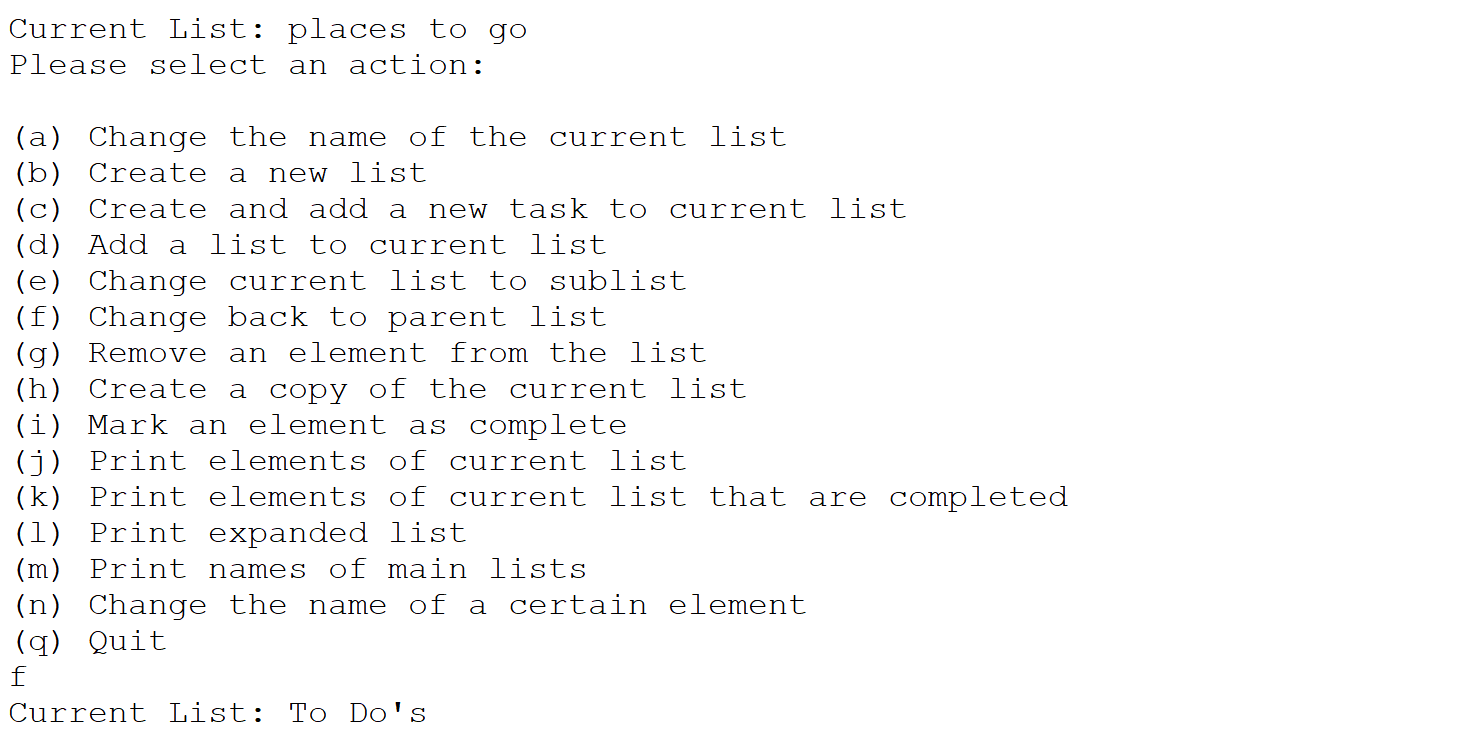 Current List: places to go
Please select an action:
(a) Change the name of the current list
(b) Create a new list
(c) Create and add a new task to current list
(d) Add a list to current list
(e) Change current list to sublist
(f) Change back to parent list
(g) Remove an element from the list
(h) Create a copy of the current list
(i) Mark an element as complete
(j) Print elements of current list
(k) Print elements of current list that are completed
(l) Print expanded list
(m) Print names of main lists
(n) Change the name of a certain element
(q) Quit
f
Current List: To Do's